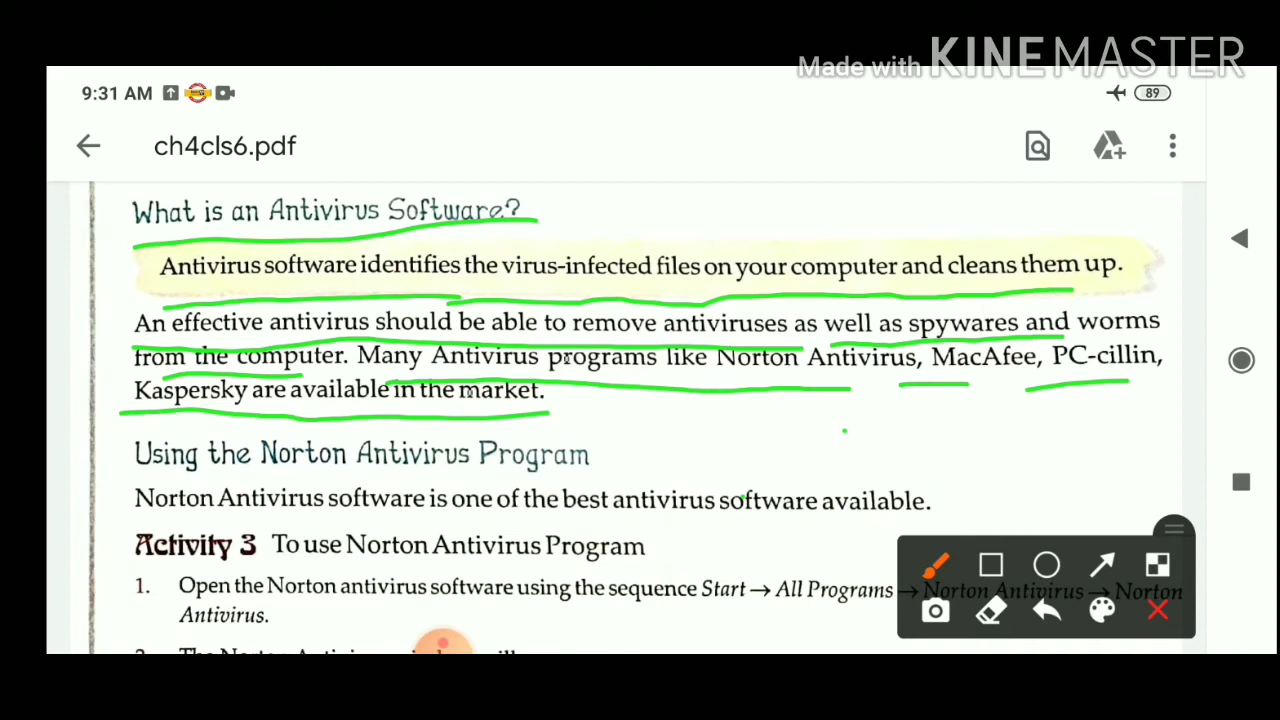 Made with KINEMASTER
9:31 AM 89
ch4cls6.pdf
What is an Antivirus Software?
Antivirus software identifies the virus-infected files on your computer and cleans them up.
An effective antivirus should be able to remove antiviruses as well as spywares and worms
from the computer. Many Antivirus programs like Norton Antivirus, MacAfee, PC-cillin,
Kaspersky are available in the market.
Using the Norton Antivirus Program
Norton Antivirus software is one of the best antivirus software available.
Activity 3 To use Norton Antivirus Program
1. Open the Norton antivirus software using the sequence Start → All Programs → Norton Antivirus → Norton
Antivirus.